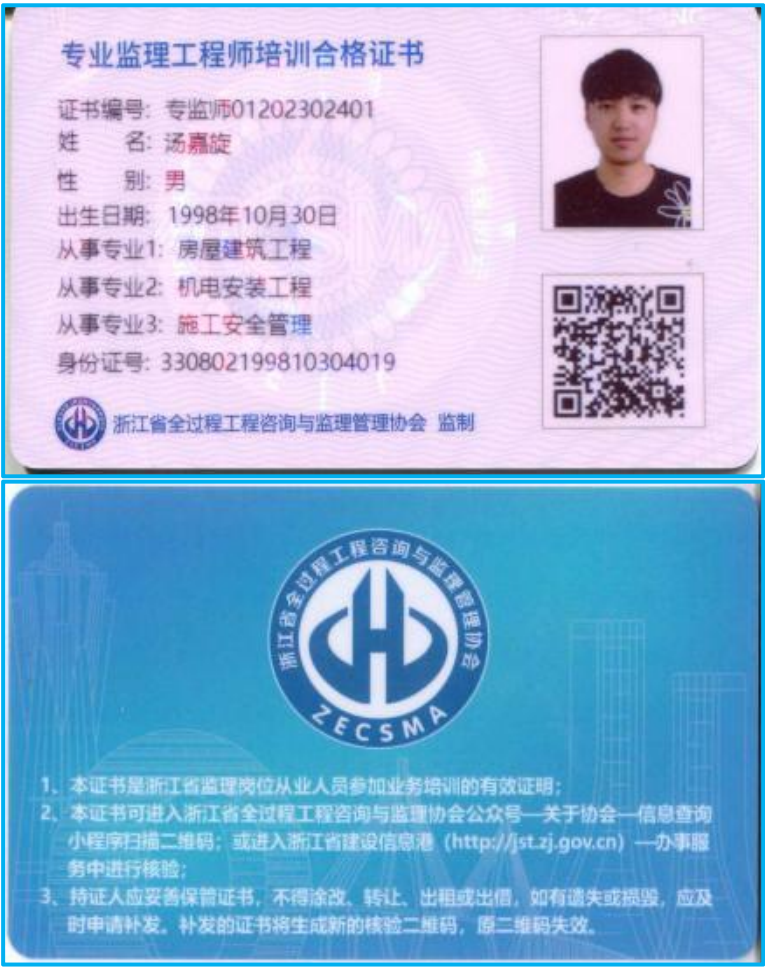 专业监理工程师培训合格证书
证书编号: 专监师01202302401
姓 名: 汤嘉旋
性 别: 男
出生日期: 1998年10月30日
从事专业1: 房屋建筑工程
从事专业2: 机电安装工程
从事专业3: 施工安全管理
身份证号: 330802199810304019
浙江省全过程工程咨询与监理管理协会 监制
浙江省全过程工程咨询与监理管理协会
ZECSMA
1、本证书是浙江省监理岗位从业人员参加业务培训的有效证明；
2、本证书可进入浙江省全过程工程咨询与监理协会公众号—关于协会—信息查询
小程序扫描二维码；或进入浙江省建设信息港（http://jst.zj.gov.cn）—办事服
务中进行核验；
3、持证人应妥善保管证书，不得涂改、转让、出租或出借，如有遗失或损毁，应及
时申请补发。补发的证书将生成新的核验二维码，原二维码失效。